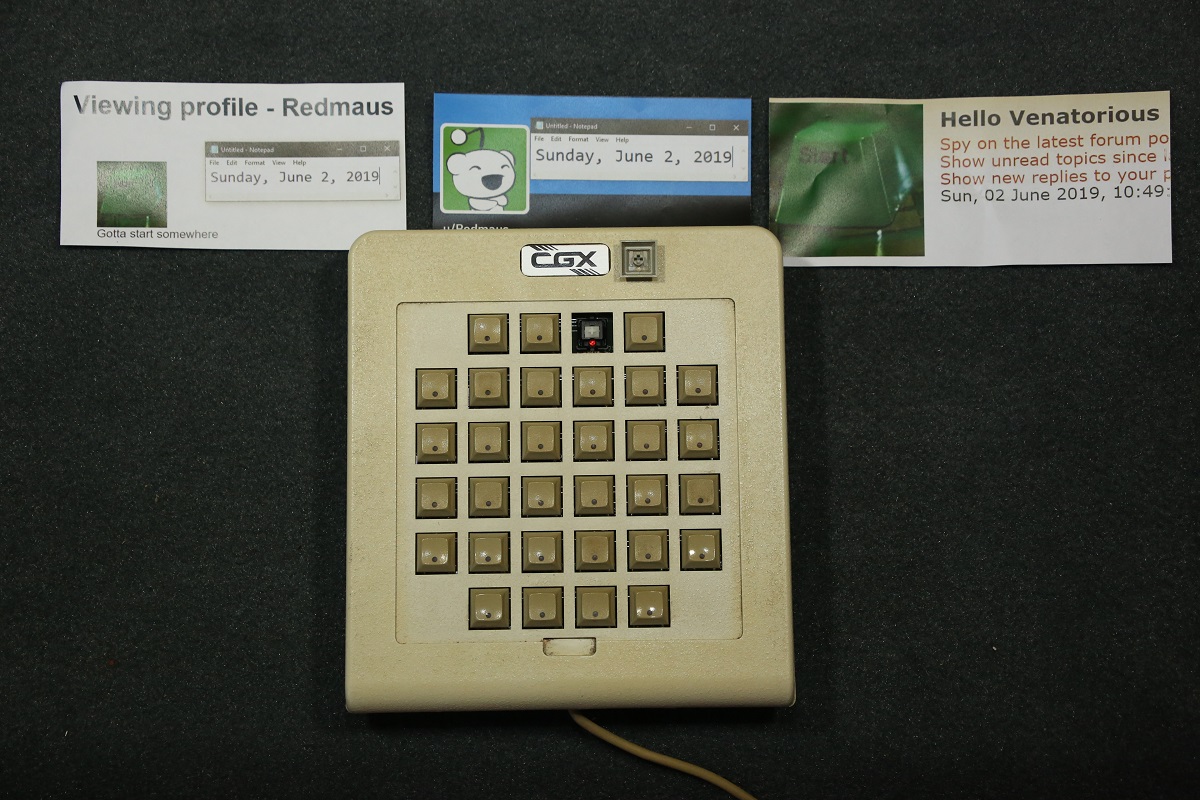 Viewing profile - Redmaus
Untitled - Notepad
File Edit Format View Help
Sunday, June 2, 2019
Gotta start somewhere
Untitled - Notepad
File Edit Format View Help
Sunday, June 2, 2019
u/Redmaus
Start
Hello Venatorious
Spy on the latest forum po
Show unread topics since
Show new replies to your p
Sun, 02 June 2019, 10:49:
CGX